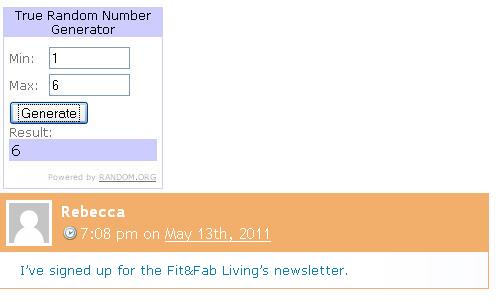 True Random Number
Generator
Min: 1
Max: 6
Generate
Result:
6
Powered by RANDOM.ORG
Rebecca
7:08 pm on May 13th, 2011
I've signed up for the Fit&Fab Living's newsletter.